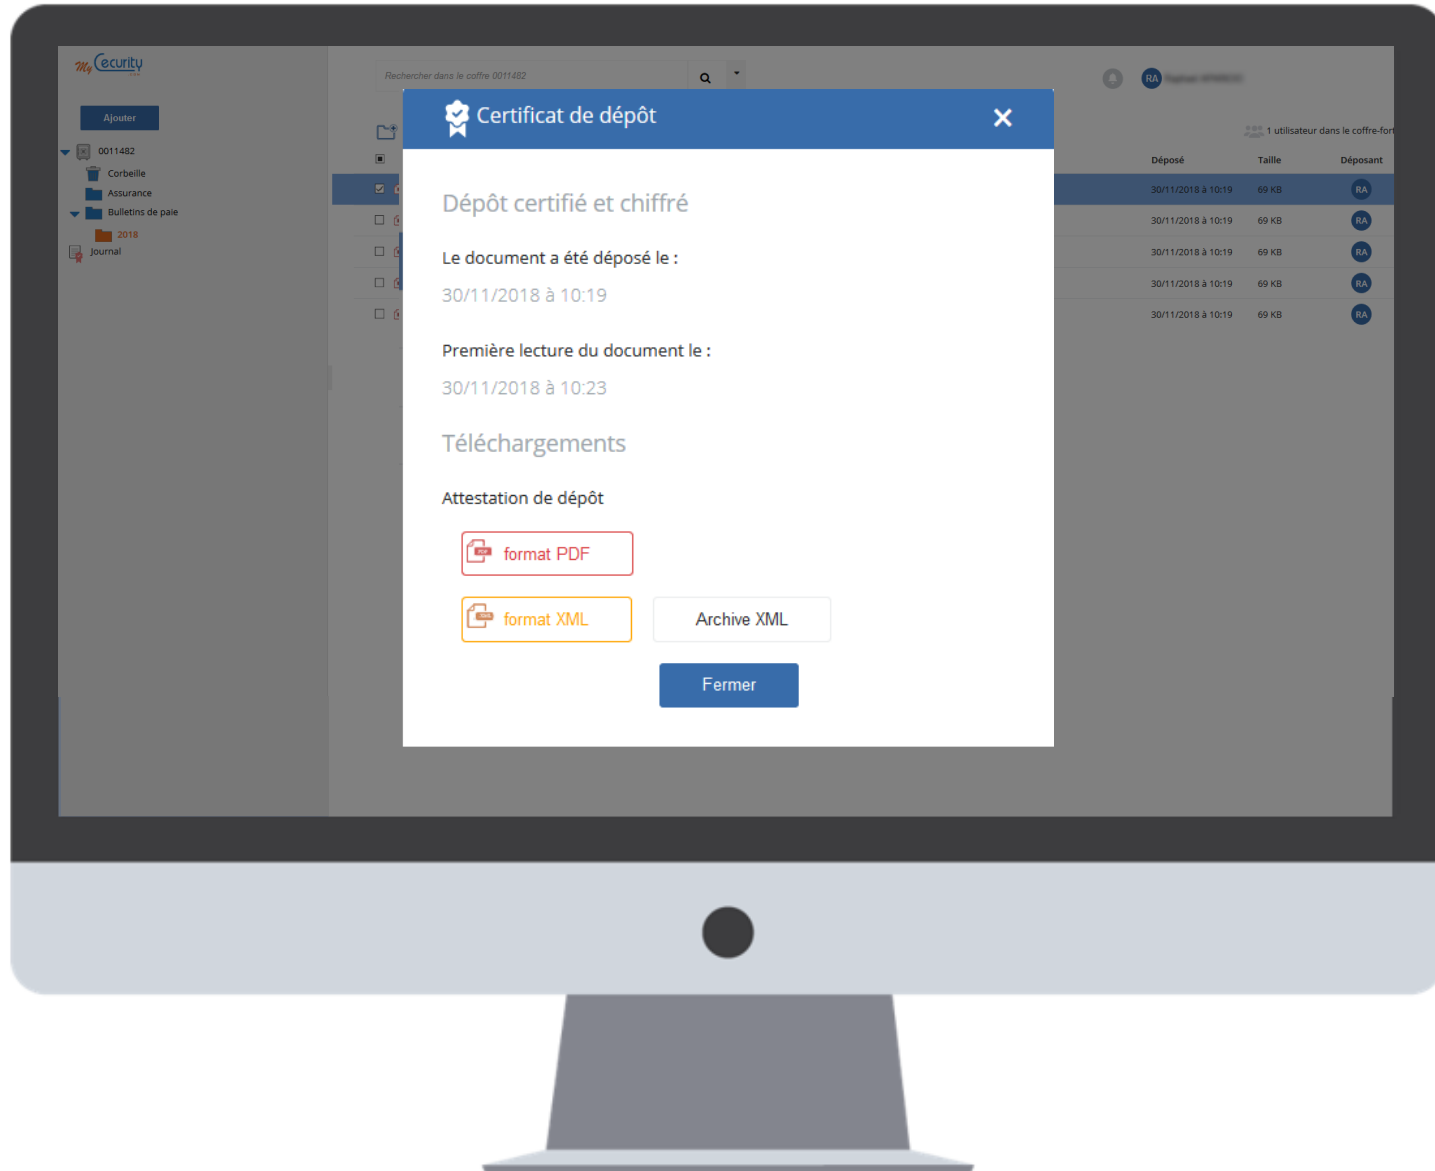 My Cecurity
.com
Rechercher dans le coffre 0011482
RA
Ajouter
0011482
Corbeille
Assurance
Bulletins de paie
2018
Journal
1 utilisateur dans le coffre-fort
Déposé Taille Déposant
30/11/2018 à 10:19 69 KB RA
30/11/2018 à 10:19 69 KB RA
30/11/2018 à 10:19 69 KB RA
30/11/2018 à 10:19 69 KB RA
30/11/2018 à 10:19 69 KB RA
Certificat de dépôt
Dépôt certifié et chiffré
Le document a été déposé le :
30/11/2018 à 10:19
Première lecture du document le :
30/11/2018 à 10:23
Téléchargements
Attestation de dépôt
PDF format PDF
format XML
Archive XML
Fermer